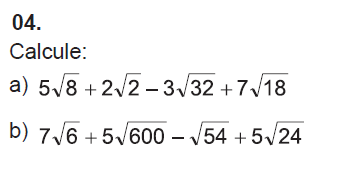 04.
Calcule:
a) 5√8 + 2√2 – 3√32 + 7√18
b) 7√6 + 5√600 – √54 + 5√24